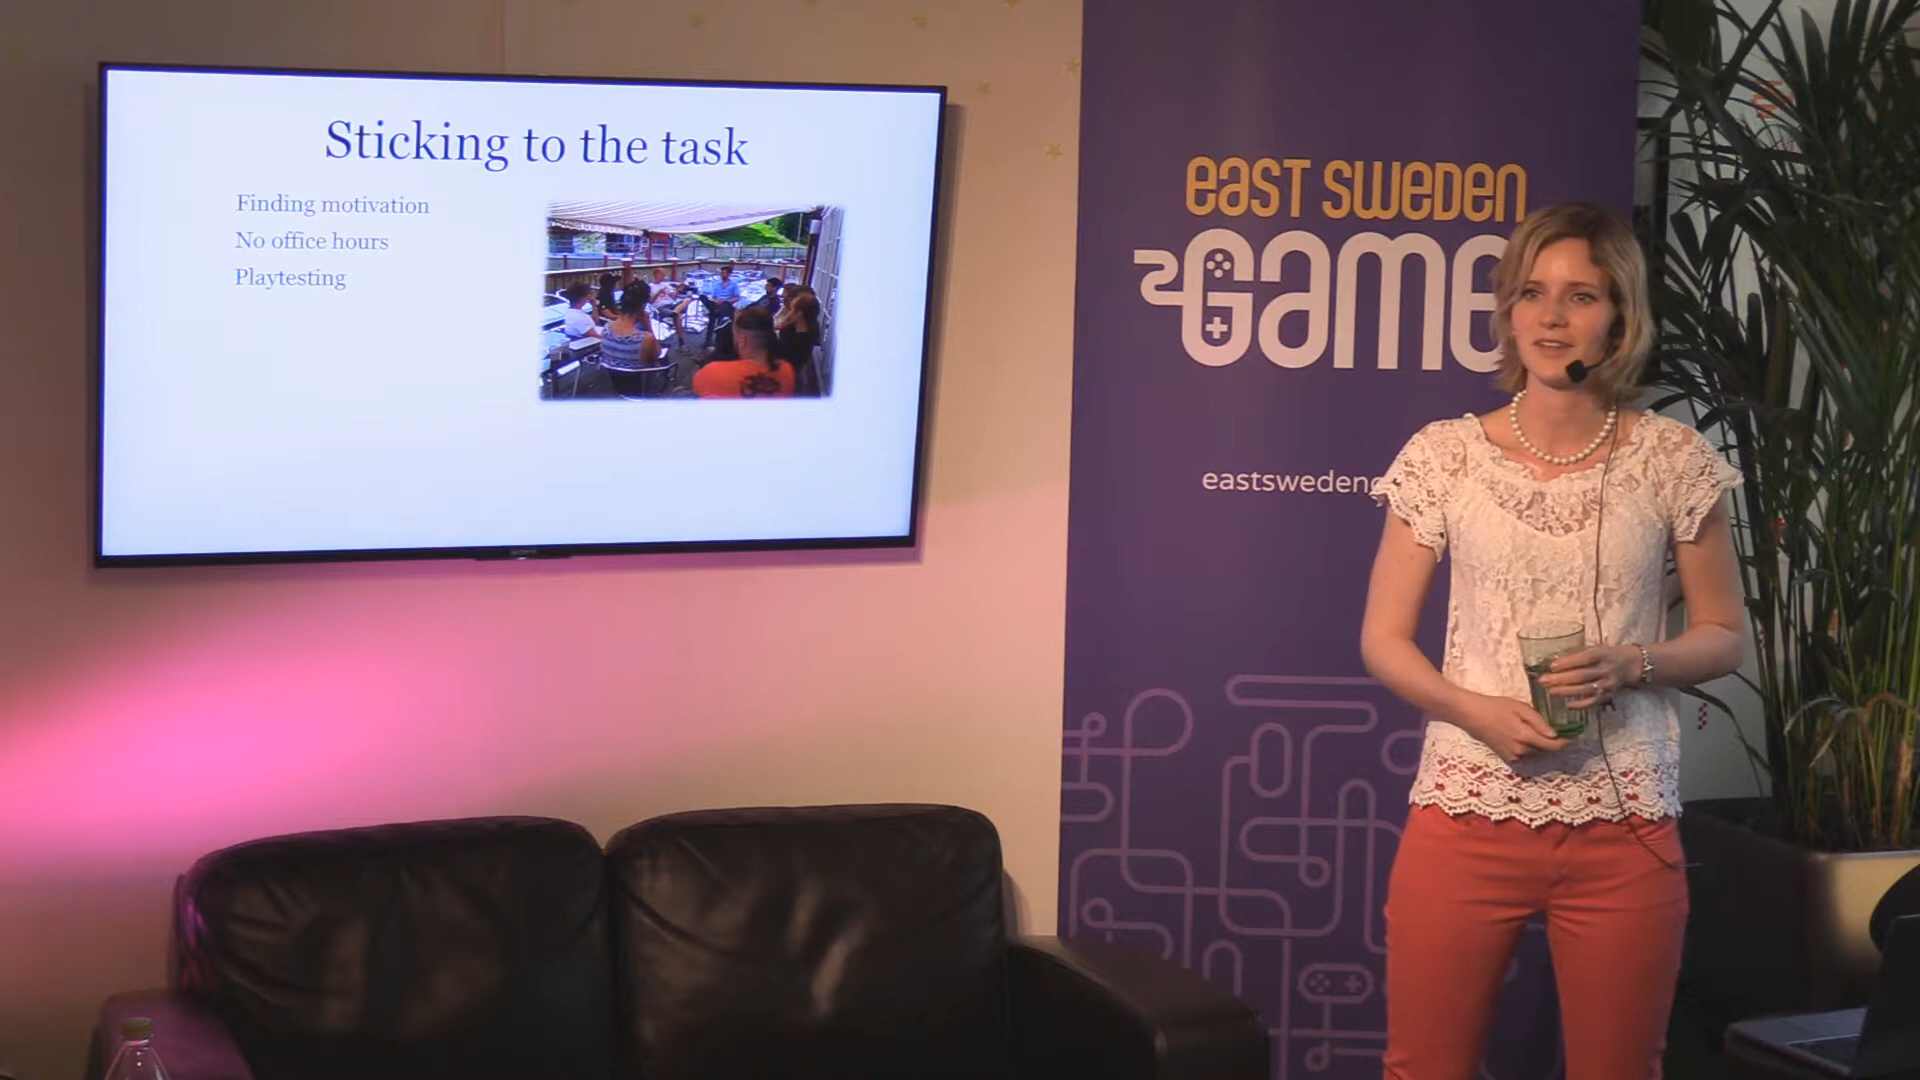 Sticking to the task
Finding motivation
No office hours
Playtesting
EAST SWEDEN
GAME
eastsweden